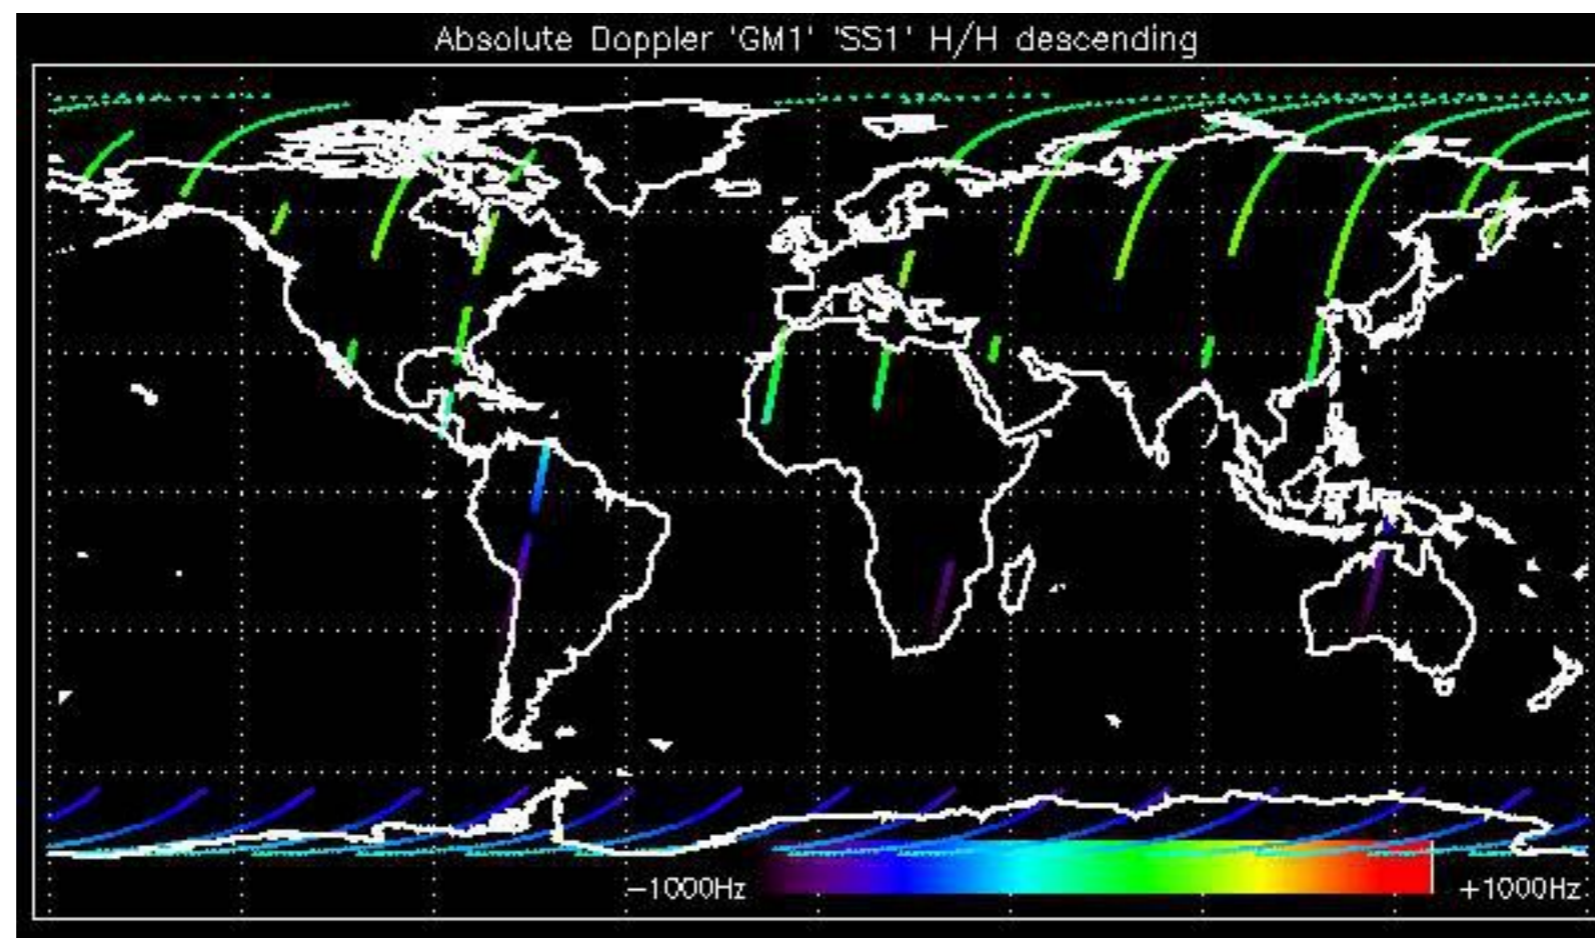 Absolute Doppler 'GM1' 'SS1' H/H descending
-1000Hz
+1000Hz